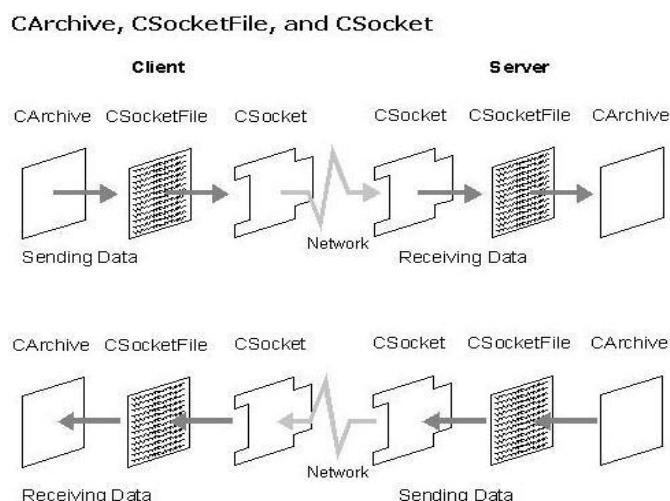 CArchive, CSocketFile, and CSocket
Client Server
CArchive CSocketFile CSocket CSocket CSocketFile CArchive
Network
Sending Data Receiving Data
CArchive CSocketFile CSocket CSocket CSocketFile CArchive
Network
Receiving Data Sending Data